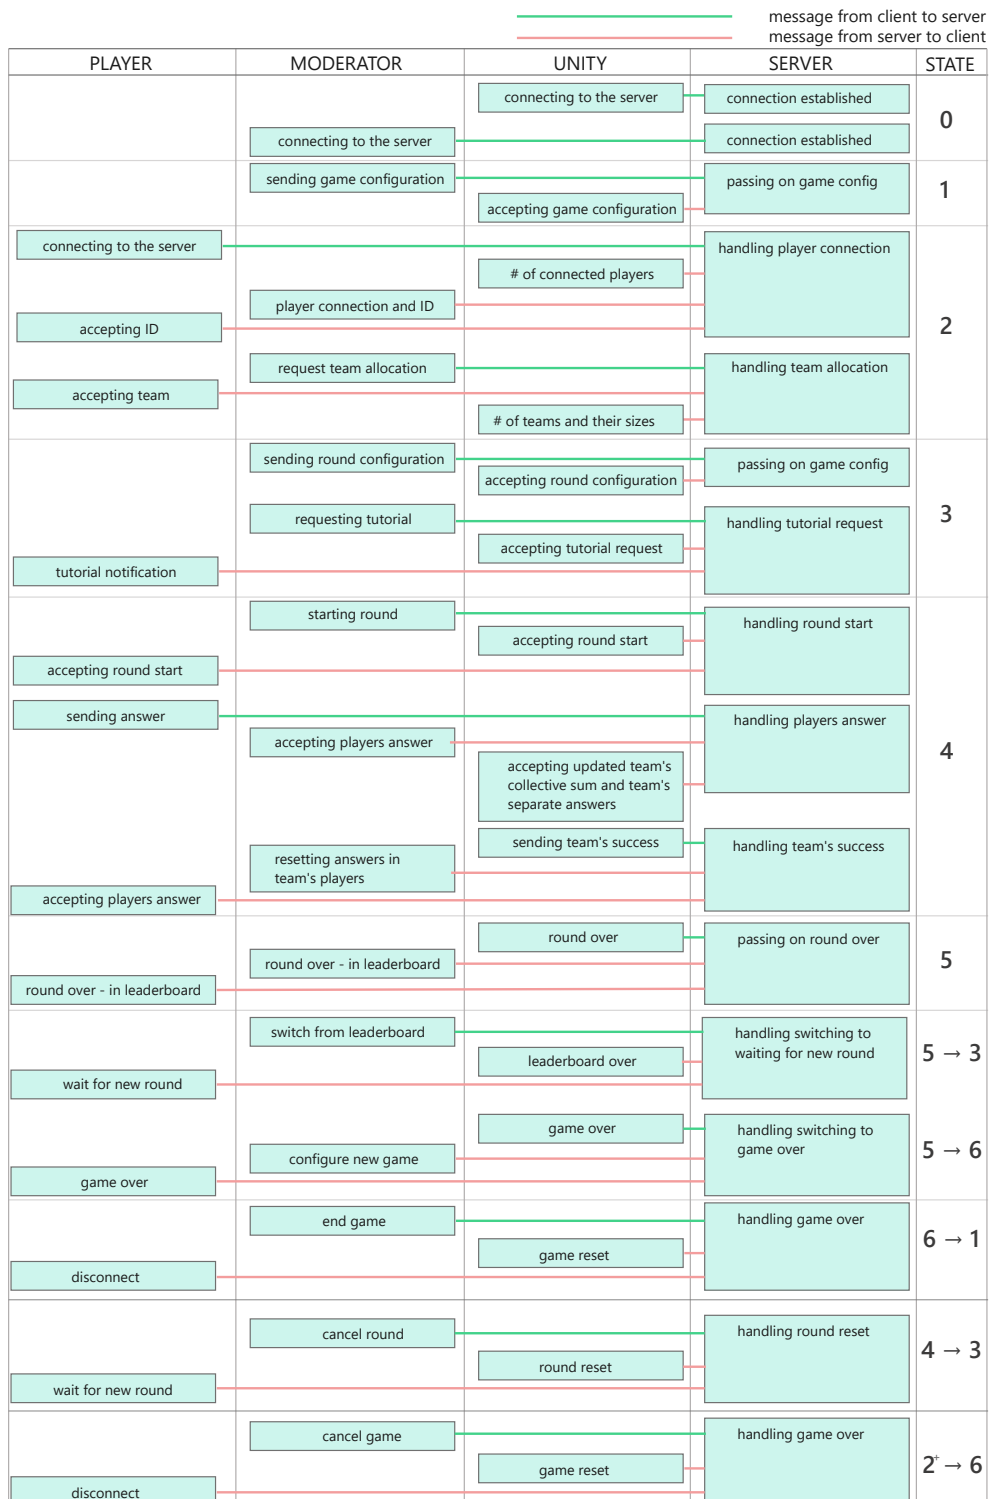 message from client to server
message from server to client
PLAYER MODERATOR UNITY SERVER STATE
connecting to the server connection established
0
connecting to the server connection established
sending game configuration passing on game config
1
accepting game configuration
connecting to the server handling player connection
# of connected players
player connection and ID
accepting ID
2
request team allocation handling team allocation
accepting team
# of teams and their sizes
sending round configuration passing on game config
accepting round configuration
3
requesting tutorial handling tutorial request
accepting tutorial request
tutorial notification
starting round handling round start
accepting round start
accepting round start
sending answer handling players answer
accepting players answer
4
accepting updated team's
collective sum and team's
separate answers
sending team's success handling team's success
resetting answers in
team's players
accepting players answer
round over passing on round over
round over - in leaderboard
5
round over - in leaderboard
switch from leaderboard handling switching to
waiting for new round
5 → 3
leaderboard over
wait for new round
game over handling switching to
game over
5 → 6
configure new game
game over
end game handling game over
6 → 1
game reset
disconnect
cancel round handling round reset
4 → 3
round reset
wait for new round
cancel game handling game over
2⁺ → 6
game reset
disconnect